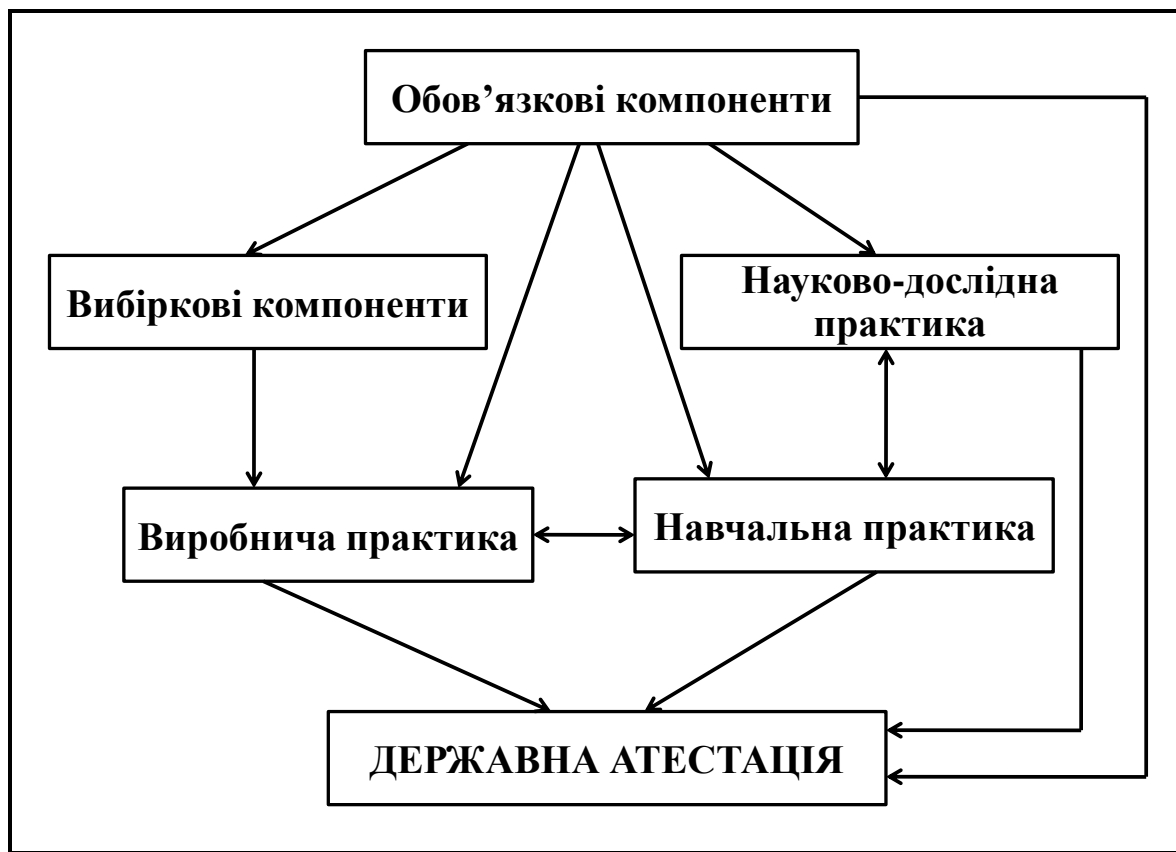 Обов’язкові компоненти
Вибіркові компоненти
Науково-дослідна
практика
Виробнича практика
Навчальна практика
ДЕРЖАВНА АТЕСТАЦІЯ